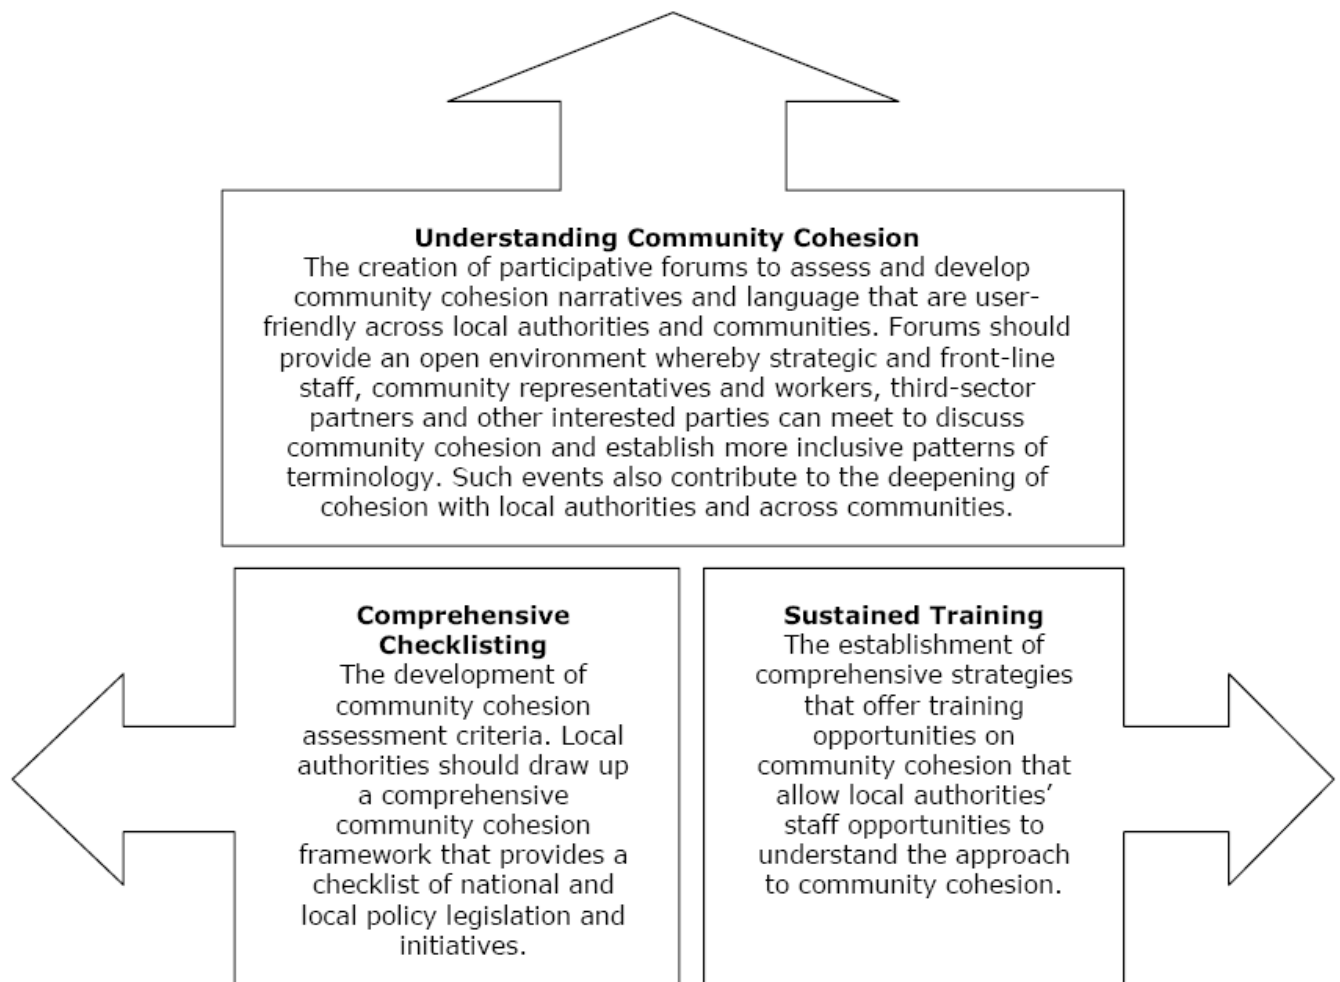 Understanding Community Cohesion
The creation of participative forums to assess and develop
community cohesion narratives and language that are user-
friendly across local authorities and communities. Forums should
provide an open environment whereby strategic and front-line
staff, community representatives and workers, third-sector
partners and other interested parties can meet to discuss
community cohesion and establish more inclusive patterns of
terminology. Such events also contribute to the deepening of
cohesion with local authorities and across communities.
Comprehensive
Checklisting
The development of
community cohesion
assessment criteria. Local
authorities should draw up
a comprehensive
community cohesion
framework that provides a
checklist of national and
local policy legislation and
initiatives.
Sustained Training
The establishment of
comprehensive strategies
that offer training
opportunities on
community cohesion that
allow local authorities’
staff opportunities to
understand the approach
to community cohesion.